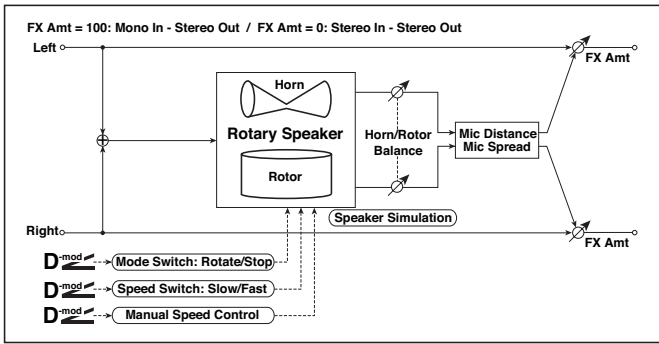 FX Amt = 100: Mono In - Stereo Out / FX Amt = 0: Stereo In - Stereo Out
Left
FX Amt
Horn
Rotary Speaker
Horn/Rotor
Balance
Mic Distance
Mic Spread
Rotor
Speaker Simulation
Right
FX Amt
D-mod
Mode Switch: Rotate/Stop
D-mod
Speed Switch: Slow/Fast
D-mod
Manual Speed Control